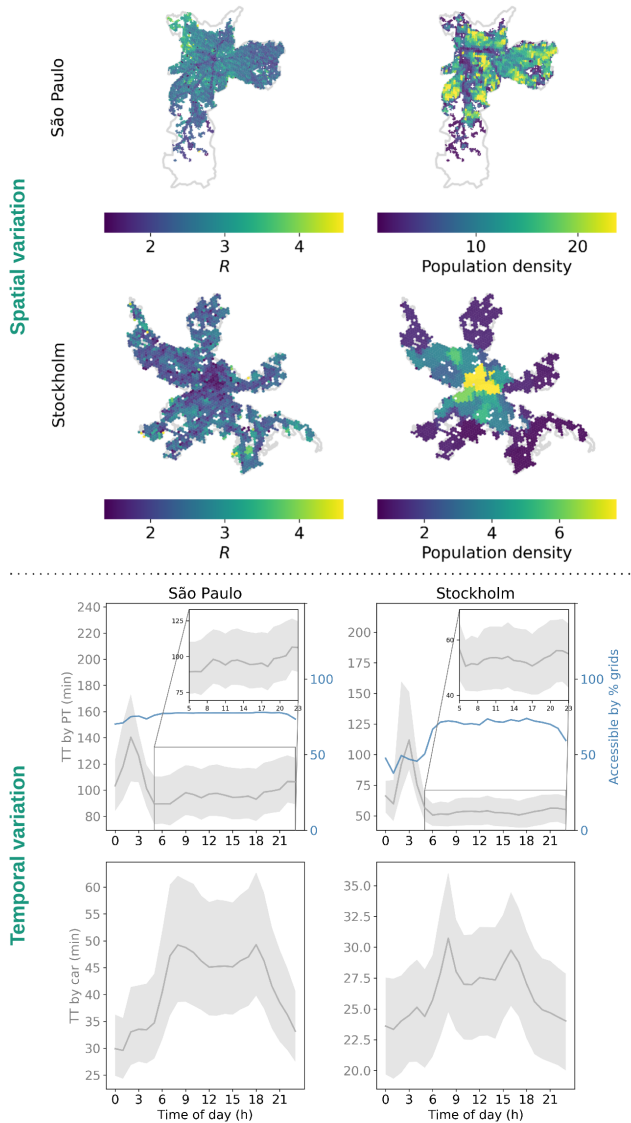 Spatial variation
São Paulo
2 3 4
R
10 20
Population density
Stockholm
2 3 4
R
2 4 6
Population density
Temporal variation
São Paulo
Stockholm
TT by PT (min)
240
220
200
180
160
140
120
100
80
125
100
75
5 8 11 14 17 20 23
100
50
0
0 3 6 9 12 15 18 21
200
175
150
125
100
75
50
60
40
5 8 11 14 17 20 23
100
50
0
0 3 6 9 12 15 18 21
Accessible by % grids
TT by car (min)
60
55
50
45
40
35
30
25
0 3 6 9 12 15 18 21
Time of day (h)
35.0
32.5
30.0
27.5
25.0
22.5
20.0
0 3 6 9 12 15 18 21
Time of day (h)